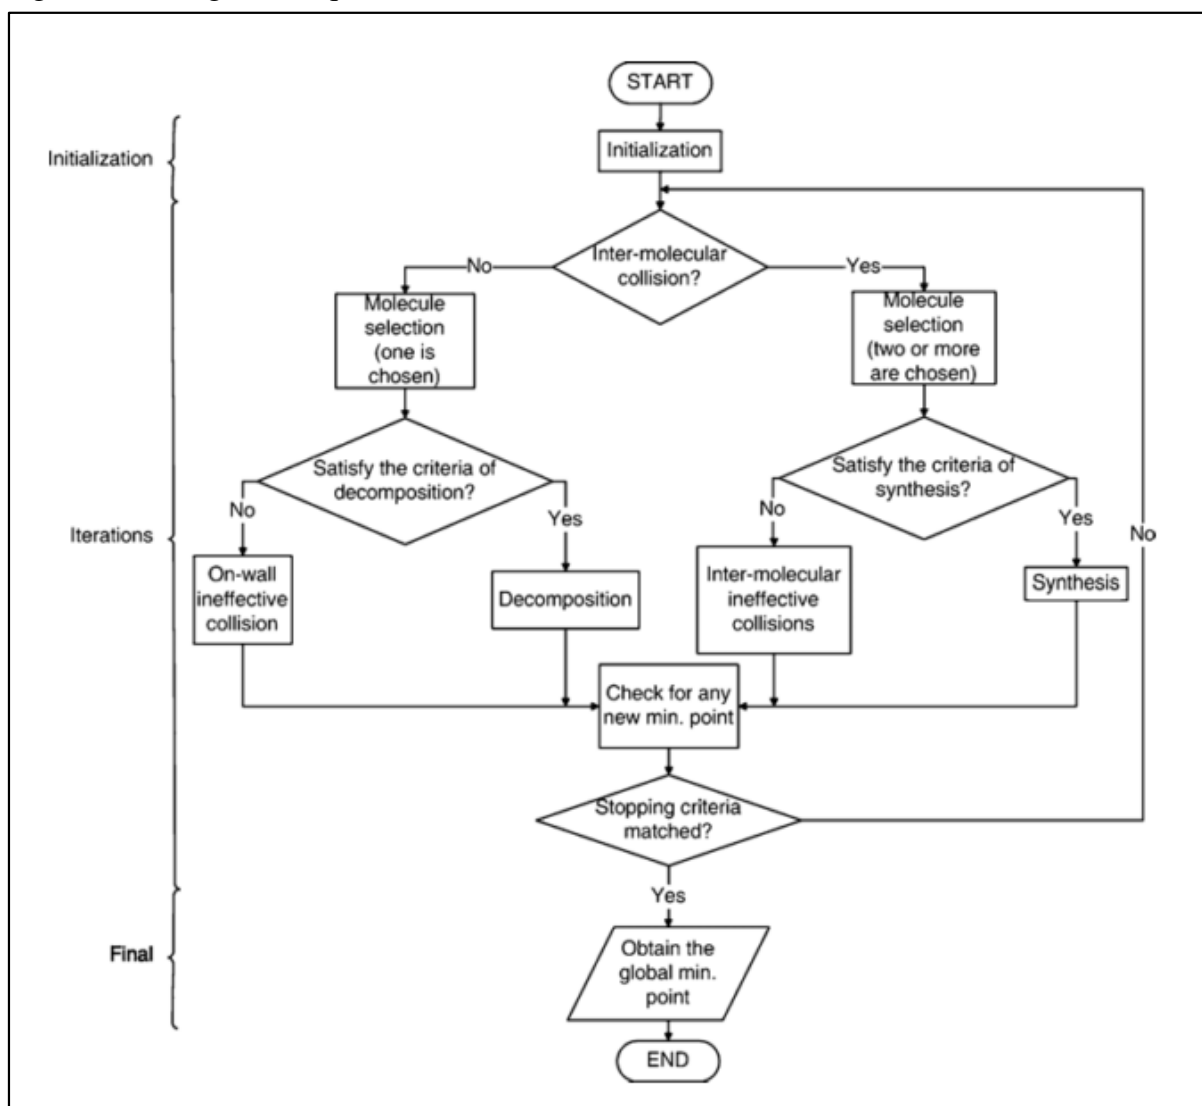 START
Initialization
Initialization
Inter-molecular
collision?
No
Yes
Molecule
selection
(one is
chosen)
Molecule
selection
(two or more
are chosen)
Satisfy the criteria of
decomposition?
Satisfy the criteria of
synthesis?
No
Yes
No
Yes
No
Iterations
On-wall
ineffective
collision
Decomposition
Inter-molecular
ineffective
collisions
Synthesis
Check for any
new min. point
Stopping criteria
matched?
Yes
Final
Obtain the
global min.
point
END